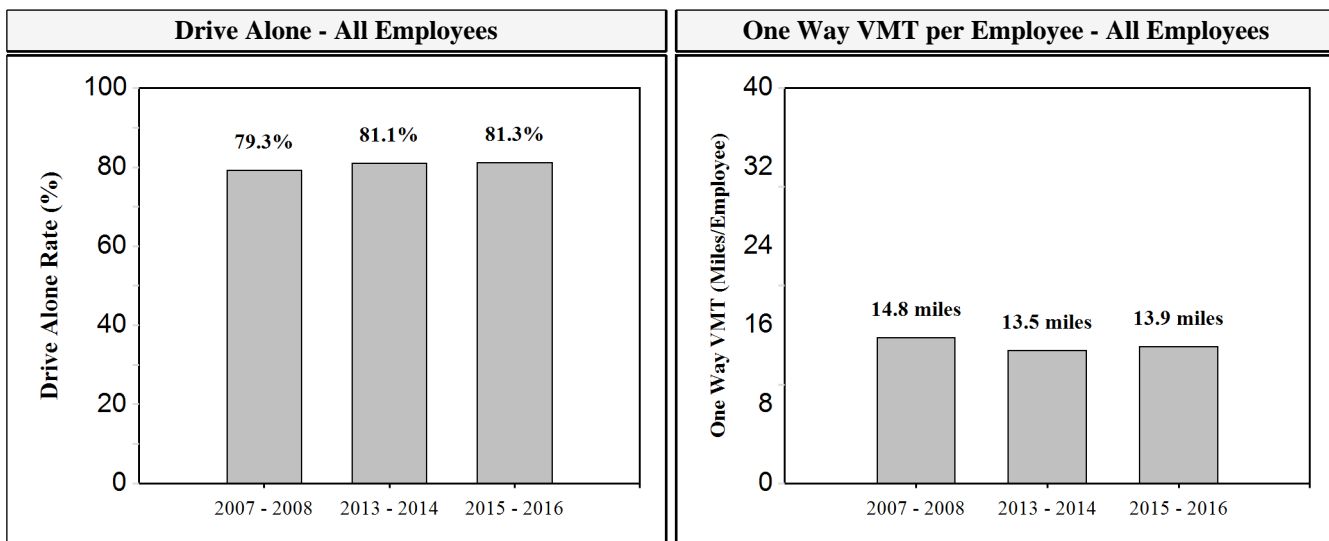 Drive Alone - All Employees
One Way VMT per Employee - All Employees
Drive Alone Rate (%)
100
80
60
40
20
0
79.3%
81.1%
81.3%
2007 - 2008
2013 - 2014
2015 - 2016
One Way VMT (Miles/Employee)
40
32
24
16
8
0
14.8 miles
13.5 miles
13.9 miles
2007 - 2008
2013 - 2014
2015 - 2016